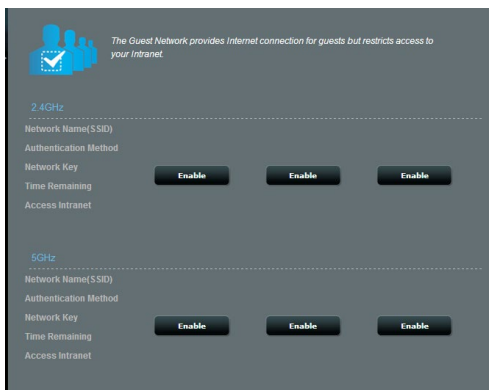 The Guest Network provides Internet connection for guests but restricts access to
your Intranet.
2.4GHz
Network Name(SSID)
Authentication Method
Network Key
Time Remaining
Access Intranet
Enable Enable Enable
5GHz
Network Name(SSID)
Authentication Method
Network Key
Time Remaining
Access Intranet
Enable Enable Enable